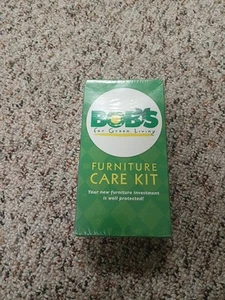 BOB'S
for Green Living
FURNITURE
CARE KIT
Your new furniture investment
is well protected!